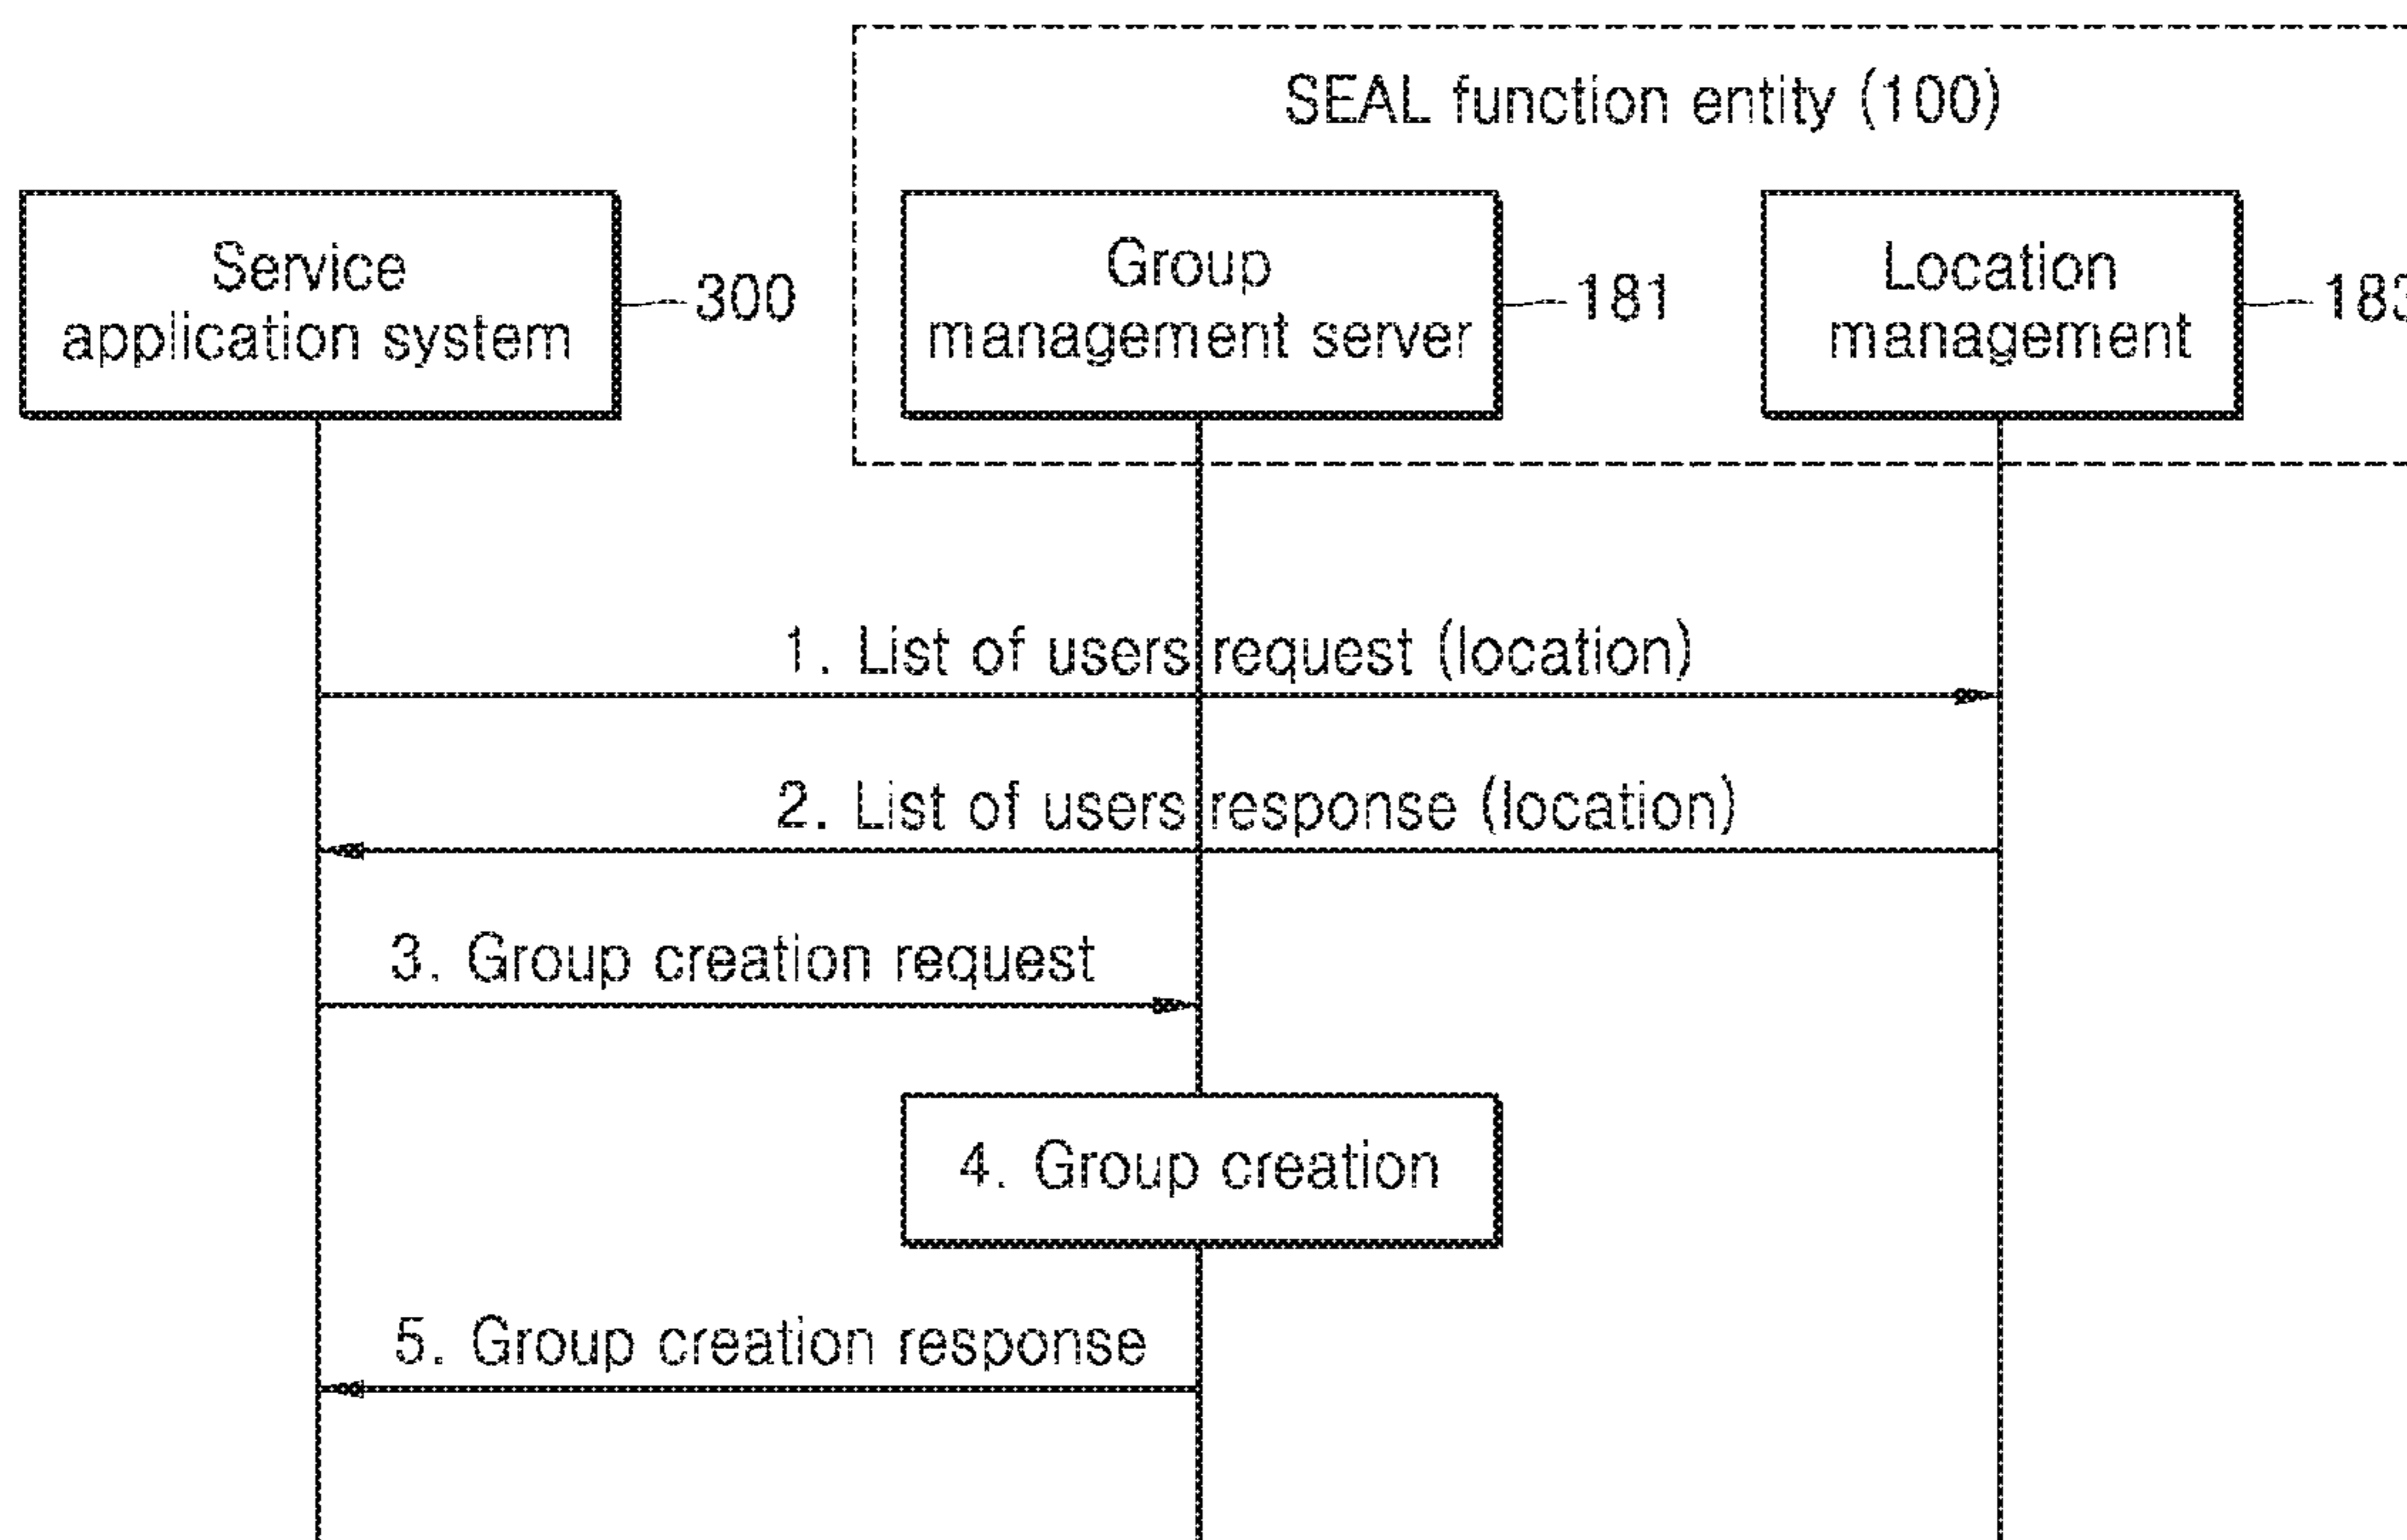 SEAL function entity (100)
Service
application system
300
Group
management server
181
Location
management
183
1. List of users request (location)
2. List of users response (location)
3. Group creation request
4. Group creation
5. Group creation response